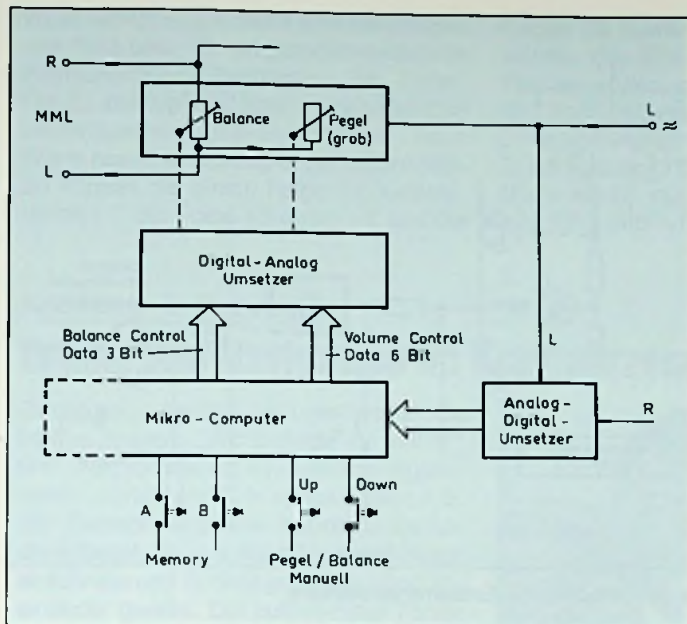 R
MML
Balance
Pegel
(grob)
L
L
≈
Digital-Analog
Umsetzer
Balance Control
Data 3 Bit
Volume Control
Data 6 Bit
L
Mikro-Computer
Analog-
Digital-
Umsetzer
R
A
B
Up
Down
Memory
Pegel / Balance
Manuell